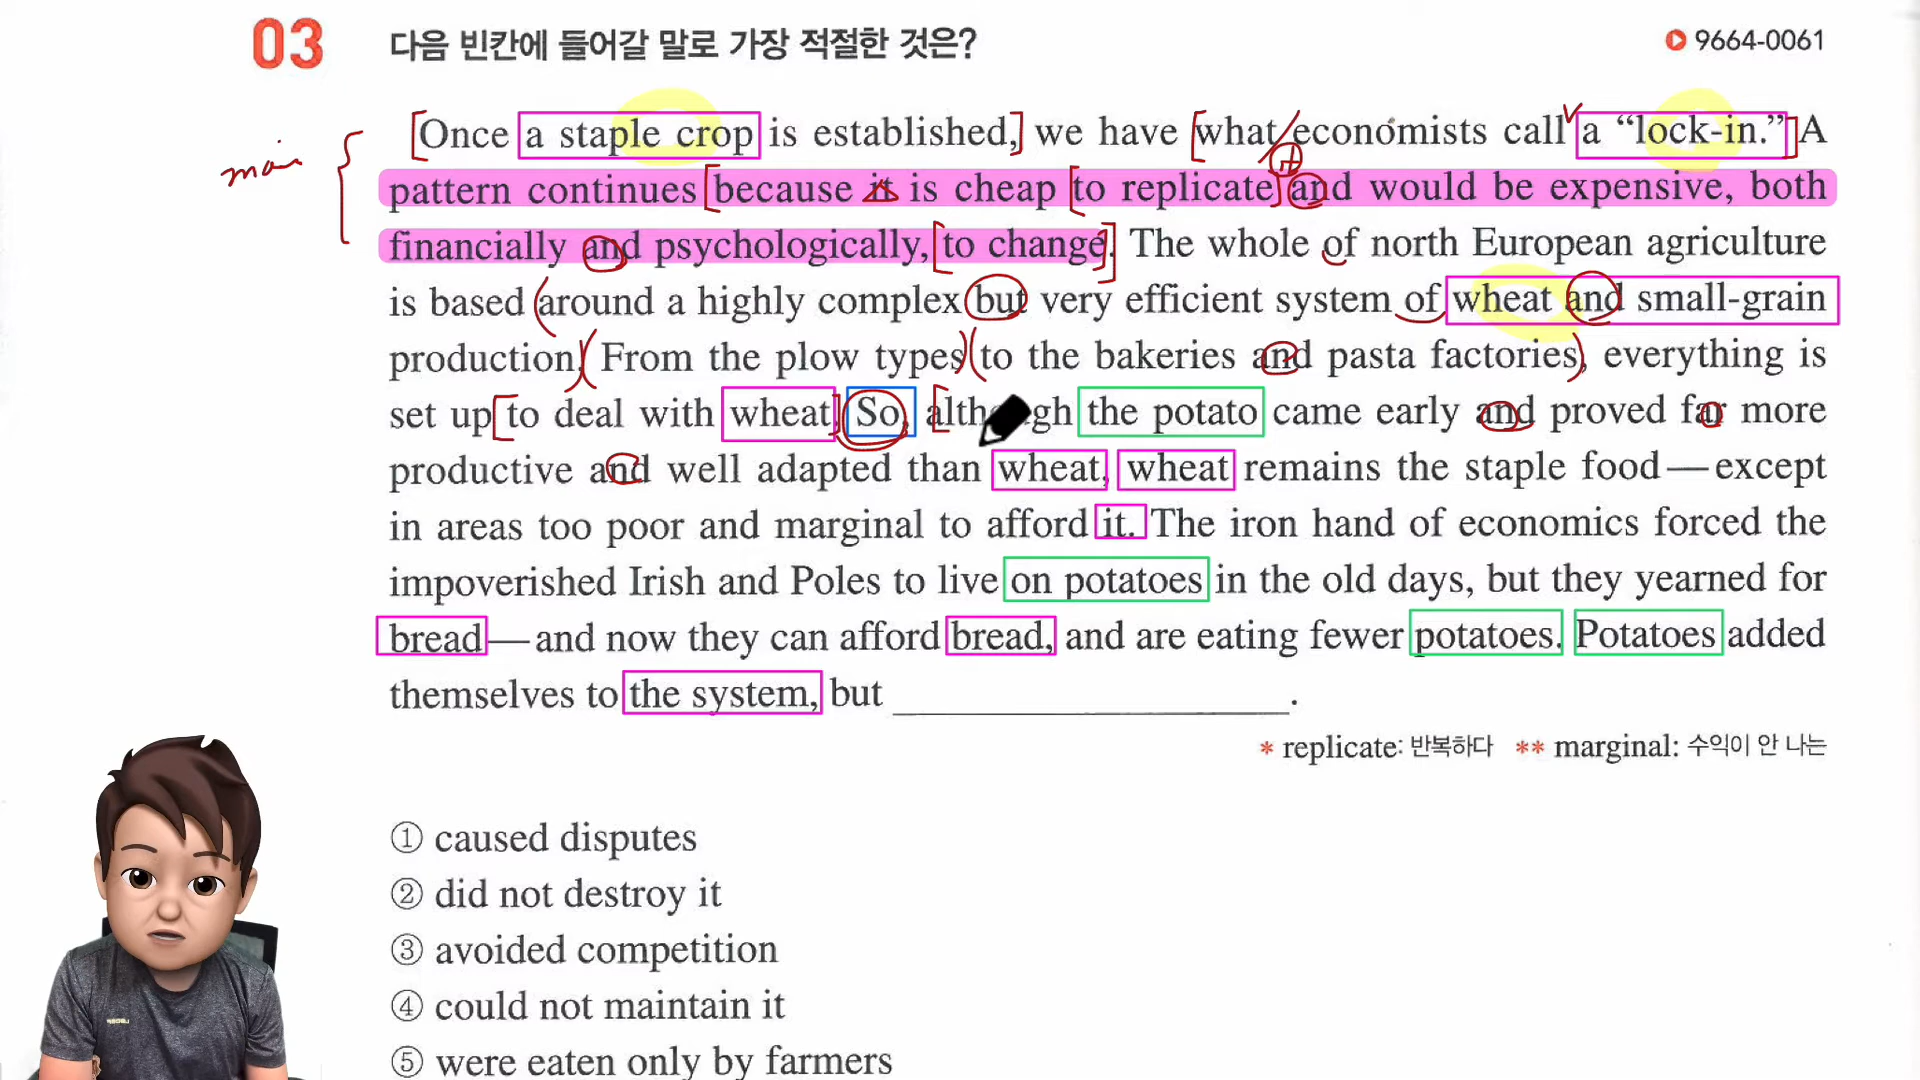 03 다음 빈칸에 들어갈 말로 가장 적절한 것은? 9664-0061
Once a staple crop is established, we have what economists call a “lock-in.” A
main
pattern continues because it is cheap to replicate and would be expensive, both
financially and psychologically, to change. The whole of north European agriculture
is based around a highly complex but very efficient system of wheat and small-grain
production. From the plow types to the bakeries and pasta factories, everything is
set up to deal with wheat. So, although the potato came early and proved far more
productive and well adapted than wheat, wheat remains the staple food—except
in areas too poor and marginal to afford it. The iron hand of economics forced the
impoverished Irish and Poles to live on potatoes in the old days, but they yearned for
bread—and now they can afford bread, and are eating fewer potatoes. Potatoes added
themselves to the system, but ____________.
* replicate: 반복하다 ** marginal: 수익이 안 나는
① caused disputes
② did not destroy it
③ avoided competition
④ could not maintain it
⑤ were eaten only by farmers